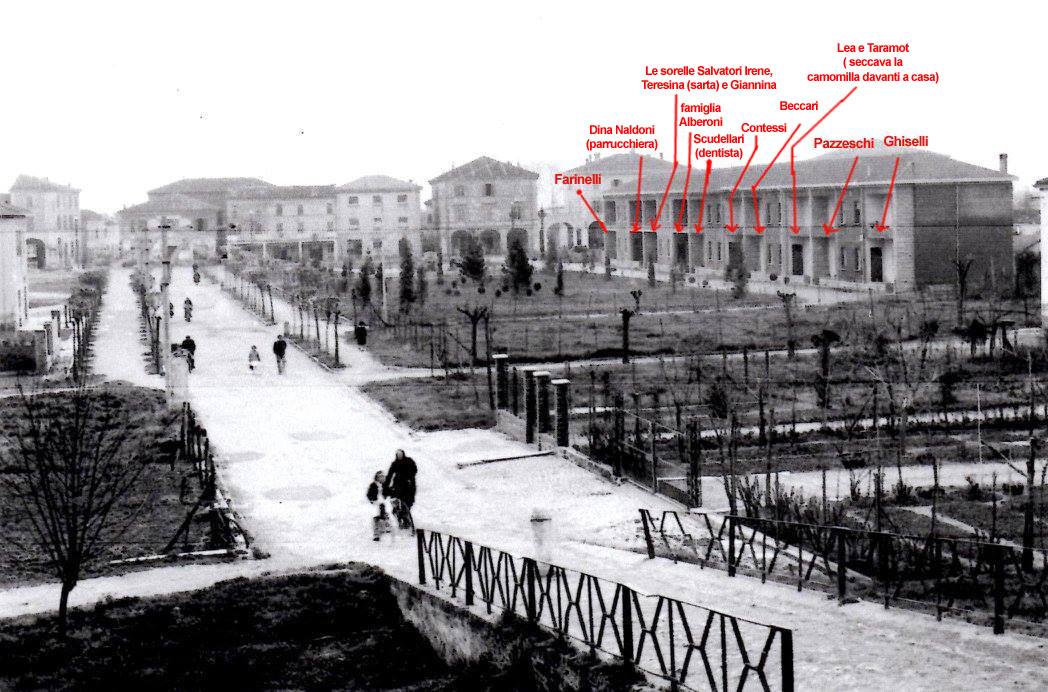 Lea e Taramot
( seccava la
camomilla davanti a casa)
Le sorelle Salvatori Irene,
Teresina (sarta) e Giannina
Beccari
famiglia
Alberoni
Contessi
Dina Naldoni
(parrucchiera)
Scudellari
(dentista)
Pazzeschi
Ghiselli
Farinelli